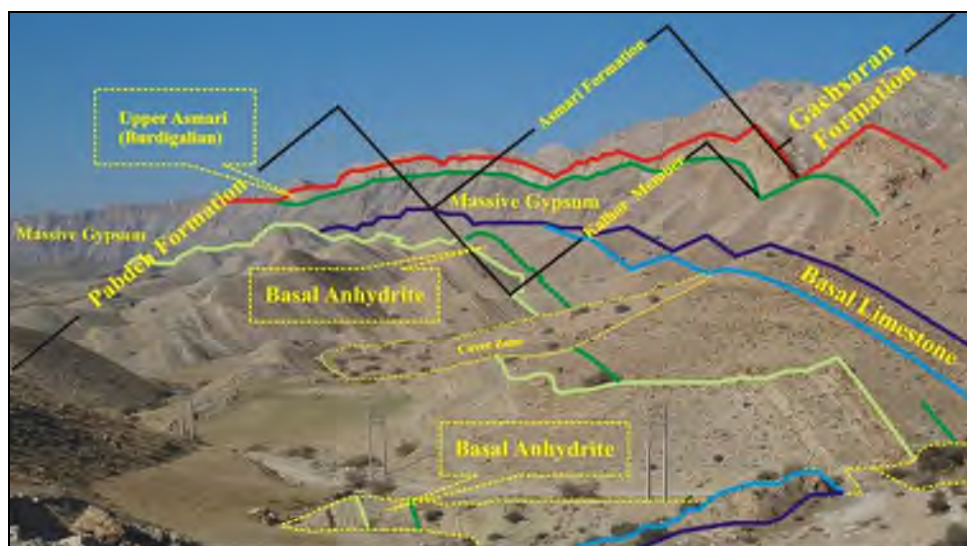 Upper Asmari
(Burdigalian)
Asmari Formation
Gachsaran
Formation
Pabdeh Formation
Massive Gypsum
Massive Gypsum
Kalhur Member
Basal Anhydrite
Basal Limestone
Cover Zone
Basal Anhydrite